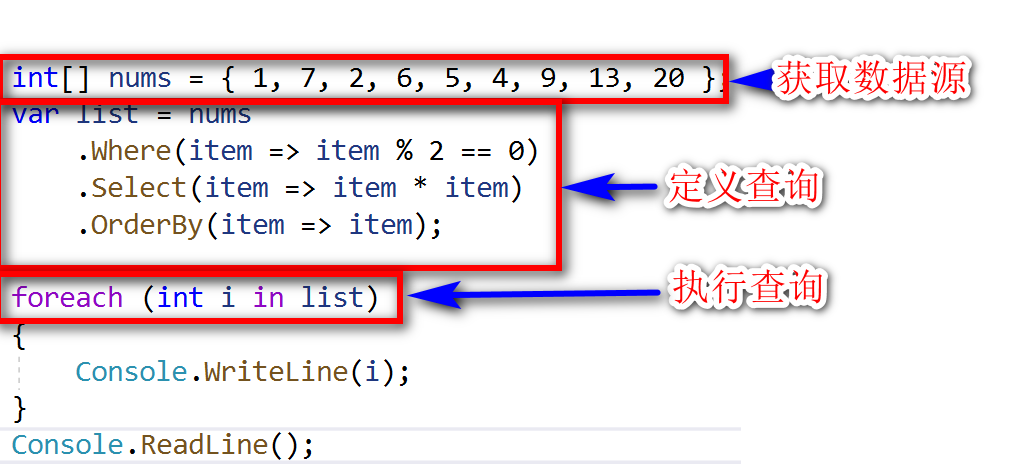 int[] nums = { 1, 7, 2, 6, 5, 4, 9, 13, 20 };
获取数据源
var list = nums
.Where(item => item % 2 == 0)
.Select(item => item * item)
定义查询
.OrderBy(item => item);
foreach (int i in list)
执行查询
{
Console.WriteLine(i);
}
Console.ReadLine();